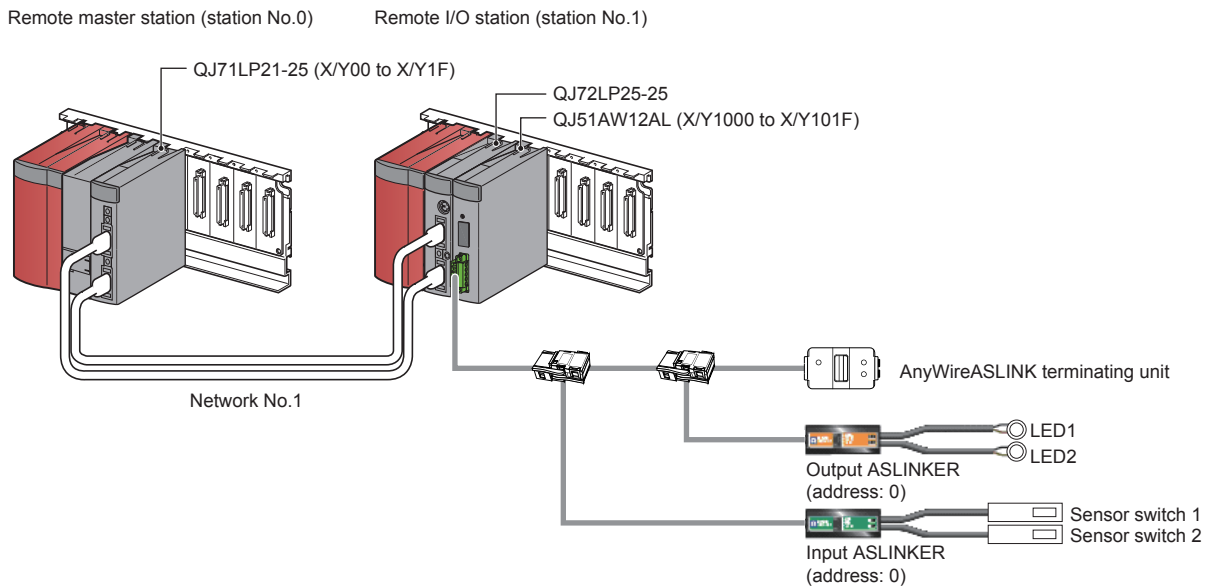 Remote master station (station No.0)
Remote I/O station (station No.1)
QJ71LP21-25 (X/Y00 to X/Y1F)
QJ72LP25-25
QJ51AW12AL (X/Y1000 to X/Y101F)
Network No.1
AnyWireASLINK terminating unit
LED1
LED2
Output ASLINKER
(address: 0)
Sensor switch 1
Sensor switch 2
Input ASLINKER
(address: 0)